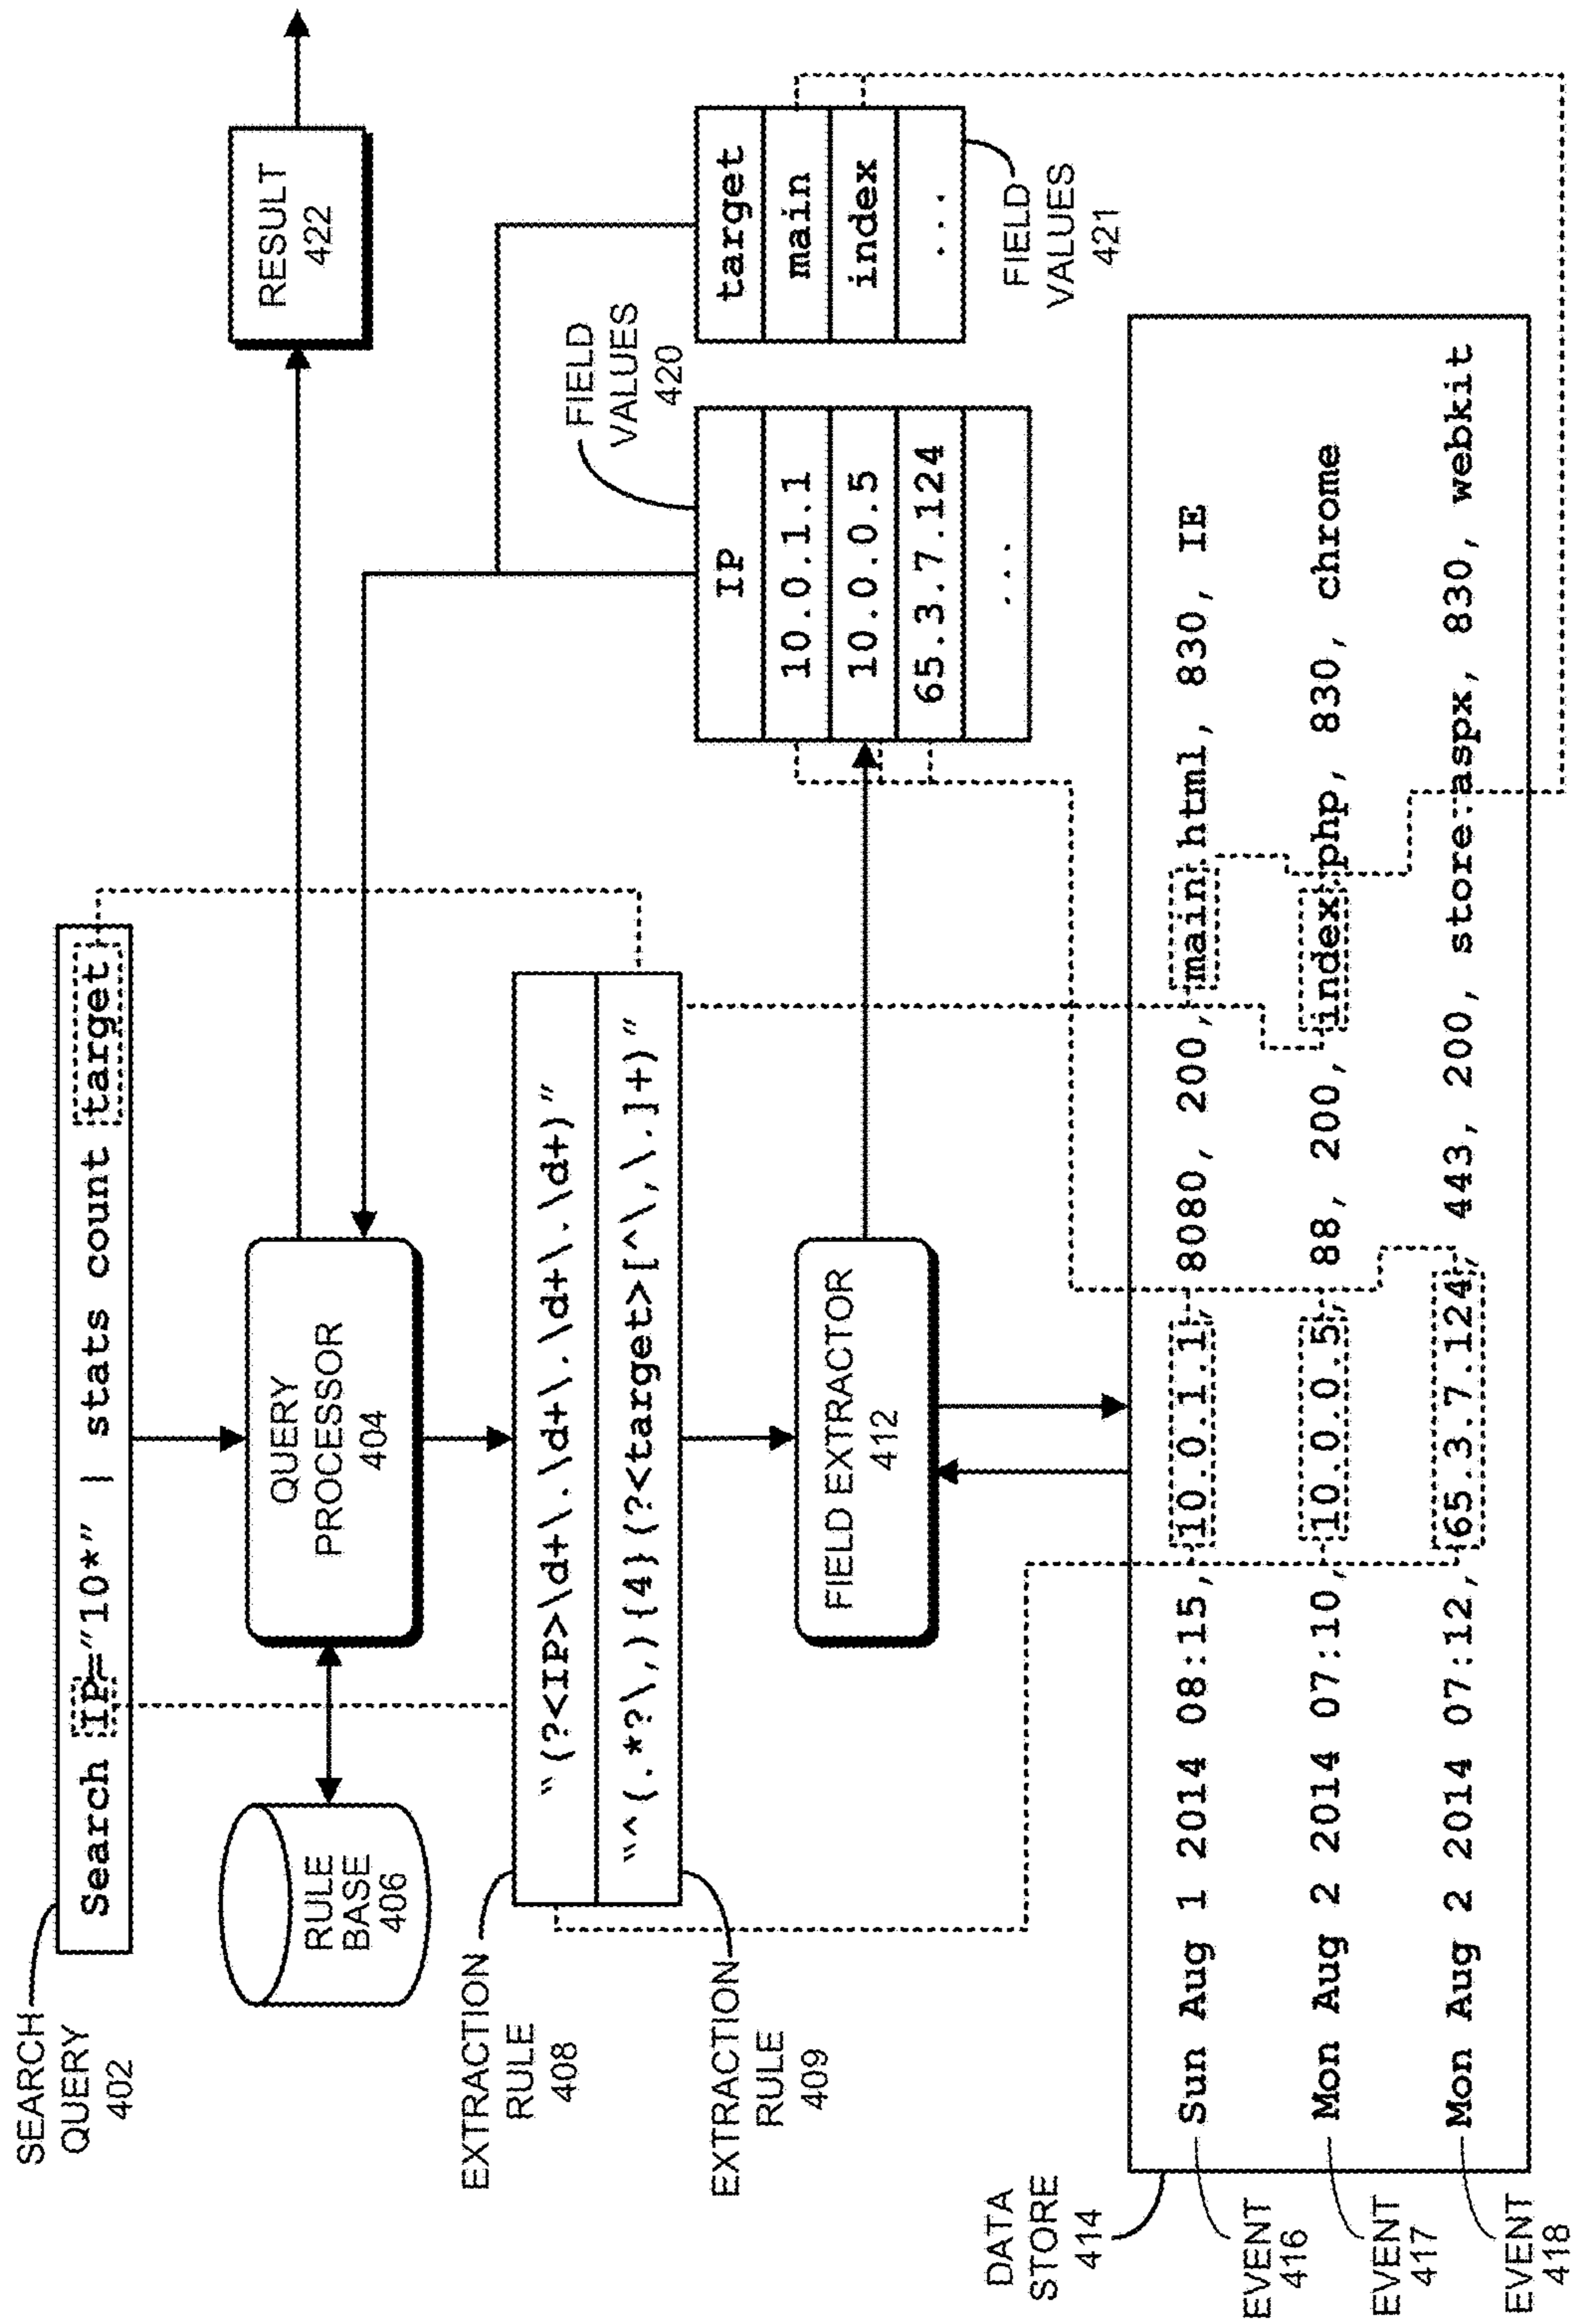 SEARCH
QUERY
402
Search IP="10*" | stats count target
RULE
BASE
406
QUERY
PROCESSOR
404
RESULT
422
EXTRACTION
RULE
408
"(?<IP>\d+\.\d+\.\d+\.\d+)"
"^(.*?\,){4}(?<target>[^\,\.]+)"
EXTRACTION
RULE
409
FIELD EXTRACTOR
412
FIELD
VALUES
420
IP
10.0.1.1
10.0.0.5
65.3.7.124
...
target
main
index
...
FIELD
VALUES
421
DATA
STORE
414
Sun Aug 1 2014 08:15, 10.0.1.1, 8080, 200, main.html, 830, IE
Mon Aug 2 2014 07:10, 10.0.0.5, 88, 200, index.php, 830, chrome
Mon Aug 2 2014 07:12, 65.3.7.124, 443, 200, store.aspx, 830, webkit
EVENT
416
EVENT
417
EVENT
418